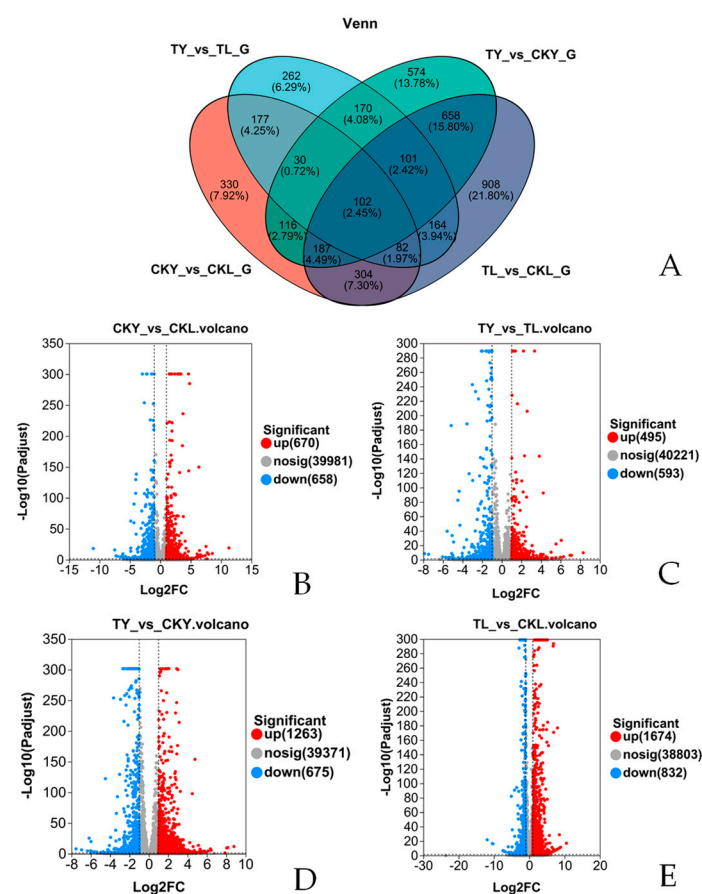 Venn
TY_vs_TL_G
TY_vs_CKY_G
262
(6.29%)
574
(13.78%)
177
(4.25%)
170
(4.08%)
658
(15.80%)
30
(0.72%)
101
(2.42%)
330
(7.92%)
908
(21.80%)
102
(2.45%)
116
(2.79%)
164
(3.94%)
187
(4.49%)
82
(1.97%)
304
(7.30%)
CKY_vs_CKL_G
TL_vs_CKL_G
A
CKY_vs_CKL.volcano
-Log10(Padjust)
350
300
250
200
150
100
50
0
-15 -10 -5 0 5 10 15
Log2FC
Significant
up(670)
nosig(39981)
down(658)
B
TY_vs_TL.volcano
-Log10(Padjust)
300
280
260
240
220
200
180
160
140
120
100
80
60
40
20
0
-8 -6 -4 -2 0 2 4 6 8 10
Log2FC
Significant
up(495)
nosig(40221)
down(593)
C
TY_vs_CKY.volcano
-Log10(Padjust)
350
300
250
200
150
100
50
0
-8 -6 -4 -2 0 2 4 6 8 10
Log2FC
Significant
up(1263)
nosig(39371)
down(675)
D
TL_vs_CKL.volcano
-Log10(Padjust)
300
280
260
240
220
200
180
160
140
120
100
80
60
40
20
0
-30 -20 -10 0 10 20
Log2FC
Significant
up(1674)
nosig(38803)
down(832)
E